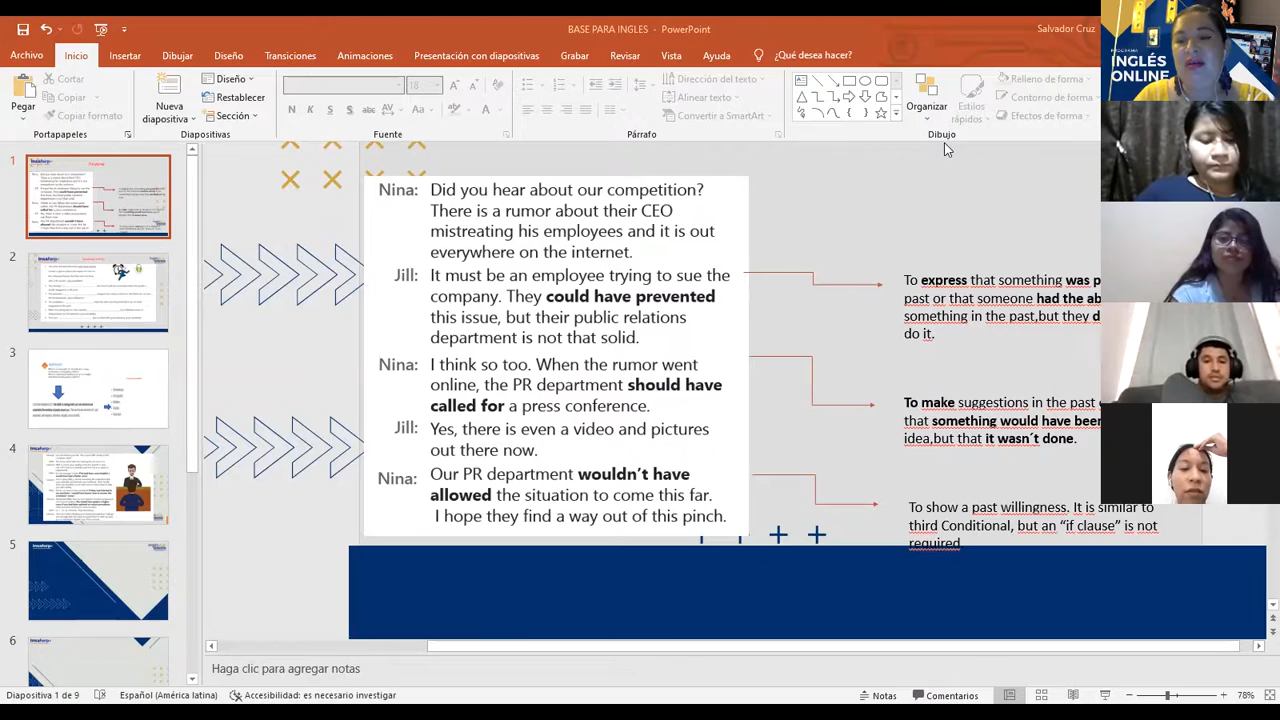 BASE PARA INGLES - PowerPoint
Salvador Cruz
Archivo Inicio Insertar Dibujar Diseño Transiciones Animaciones Presentación con diapositivas Grabar Revisar Vista Ayuda ¿Qué desea hacer?
Pegar
Cortar
Copiar
Copiar formato
Portapapeles
Nueva
diapositiva
Diseño
Restablecer
Sección
Diapositivas
18
Fuente
Dirección del texto
Alinear texto
Convertir a SmartArt
Párrafo
Organizar
Estilos
rápidos
Relleno de forma
Contorno de forma
Efectos de forma
Dibujo
PROGRAMA
INGLÉS
ONLINE
1
2
3
4
5
6
Nina: Did you hear about our competition?
There is a rumor about their CEO
mistreating his employees and it is out
everywhere on the internet.
Jill: It must be an employee trying to sue the
company. They could have prevented
this issue, but their public relations
department is not that solid.
Nina: I think so too. When the rumor went
online, the PR department should have
called for a press conference.
Jill: Yes, there is even a video and pictures
out there now.
Nina: Our PR department wouldn't have
allowed the situation to come this far.
I hope they find a way out of this pinch.
To express that something was p
past or that someone had the ab
something in the past,but they d
do it.
To make suggestions in the past
that something would have been
idea,but that it wasn´t done.
To show a past willingness. It is similar to
third Conditional, but an “if clause” is not
required
Haga clic para agregar notas
Diapositiva 1 de 9 Español (América latina) Accesibilidad: es necesario investigar Notas Comentarios 78%